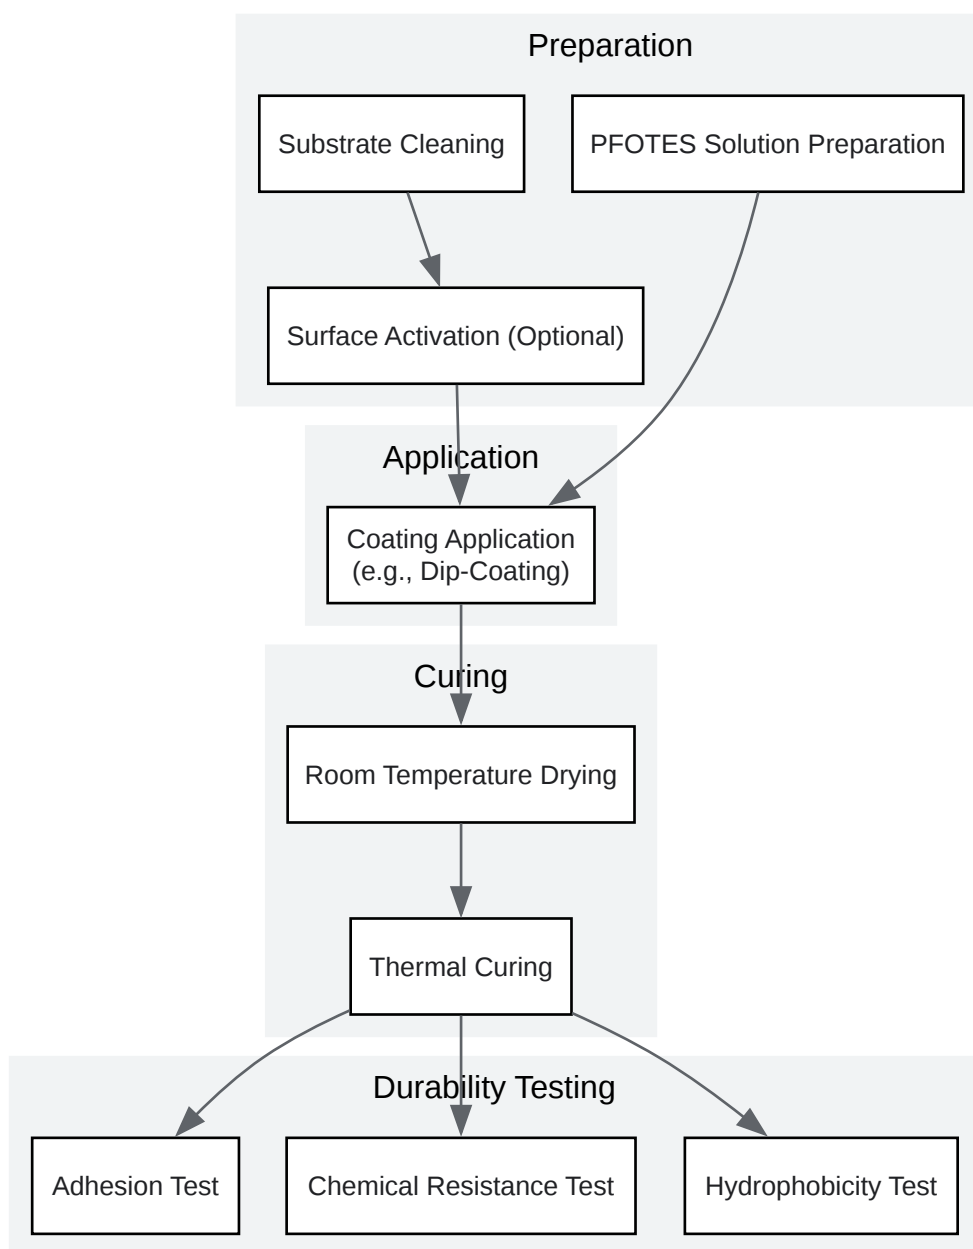 Preparation
Substrate Cleaning
PFOTES Solution Preparation
Surface Activation (Optional)
Application
Coating Application
(e.g., Dip-Coating)
Curing
Room Temperature Drying
Thermal Curing
Durability Testing
Adhesion Test
Chemical Resistance Test
Hydrophobicity Test